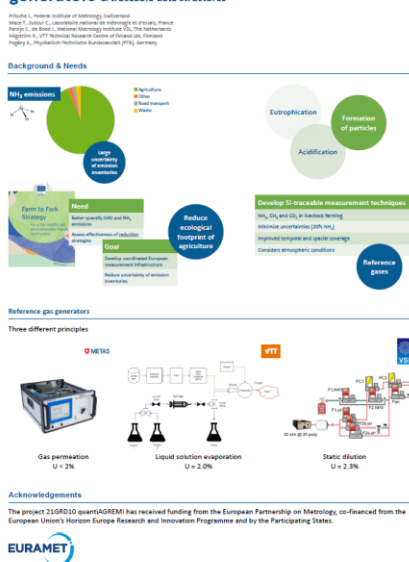 Pritsche J., Federal Institute of Metrology, Switzerland
Mace T., Sutour C., Laboratoire national de métrologie et d'essais, France
Persijn S., de Boed J., National Metrology Institute VSL, The Netherlands
Högström R., VTT Technical Research Centre of Finland Ltd, Finland
Pogány A., Physikalisch-Technische Bundesanstalt (PTB), Germany
Background & Needs
NH₃ emissions
Agriculture
Other
Road transport
Waste
Large
uncertainty
of emission
inventories
Eutrophication
Formation
of particles
Acidification
Farm to Fork
Strategy
Need
Better quantify GHG and NH₃
emissions
Assess effectiveness of reduction
strategies
Goal
Develop coordinated European
measurement infrastructure
Reduce uncertainty of emission
inventories
Reduce
ecological
footprint of
agriculture
Develop SI-traceable measurement techniques
NH₃, CH₄ and CO₂ in livestock farming
Minimize uncertainties (20% NH₃)
Improved temporal and spacial coverage
Considers atmospheric conditions
Reference
gases
Reference gas generators
Three different principles
METAS
VTT
VSL
Gas permeation
U < 2%
Liquid solution evaporation
U = 2.0%
Static dilution
U = 2.3%
Acknowledgements
The project 21GRD10 quantiAGREMI has received funding from the European Partnership on Metrology, co-financed from the
European Union's Horizon Europe Research and Innovation Programme and by the Participating States.
EURAMET